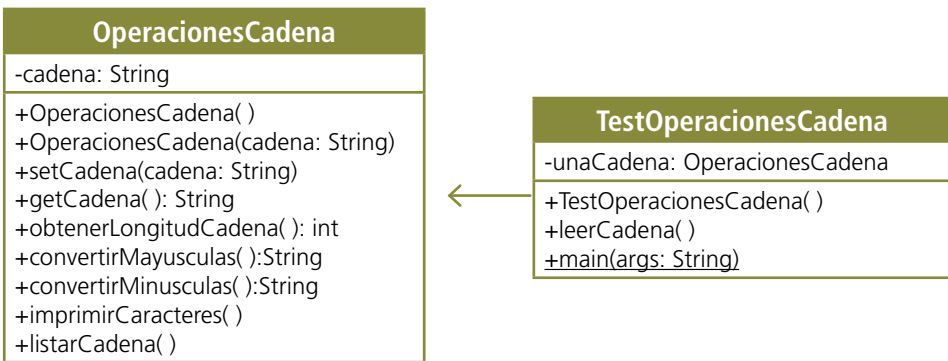 OperacionesCadena
-cadena: String
+OperacionesCadena( )
+OperacionesCadena(cadena: String)
+setCadena(cadena: String)
+getCadena( ): String
+obtenerLongitudCadena( ): int
+convertirMayusculas( ):String
+convertirMinusculas( ):String
+imprimirCaracteres( )
+listarCadena( )
TestOperacionesCadena
-unaCadena: OperacionesCadena
+TestOperacionesCadena( )
+leerCadena( )
+main(args: String)